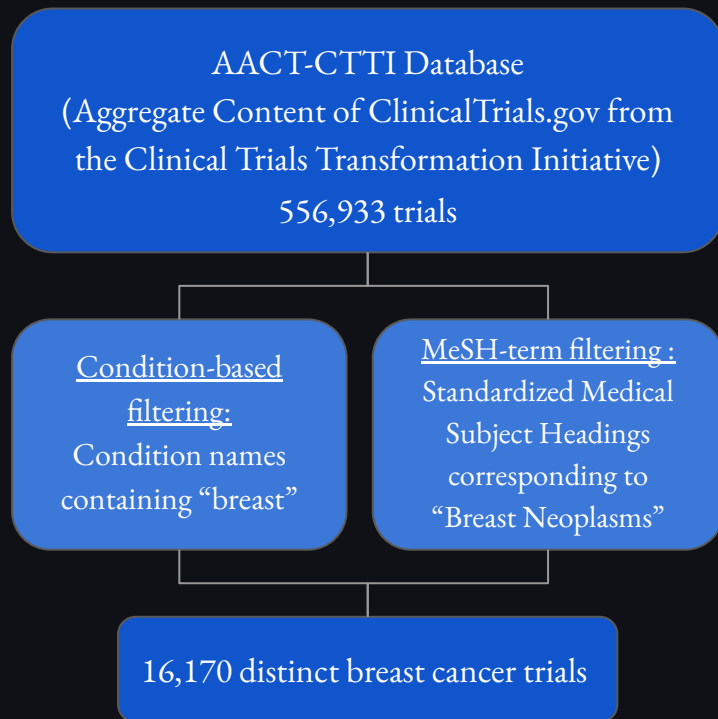 AACT-CTTI Database
(Aggregate Content of ClinicalTrials.gov from
the Clinical Trials Transformation Initiative)
556,933 trials
Condition-based
filtering:
Condition names
containing “breast”
MeSH-term filtering :
Standardized Medical
Subject Headings
corresponding to
“Breast Neoplasms”
16,170 distinct breast cancer trials